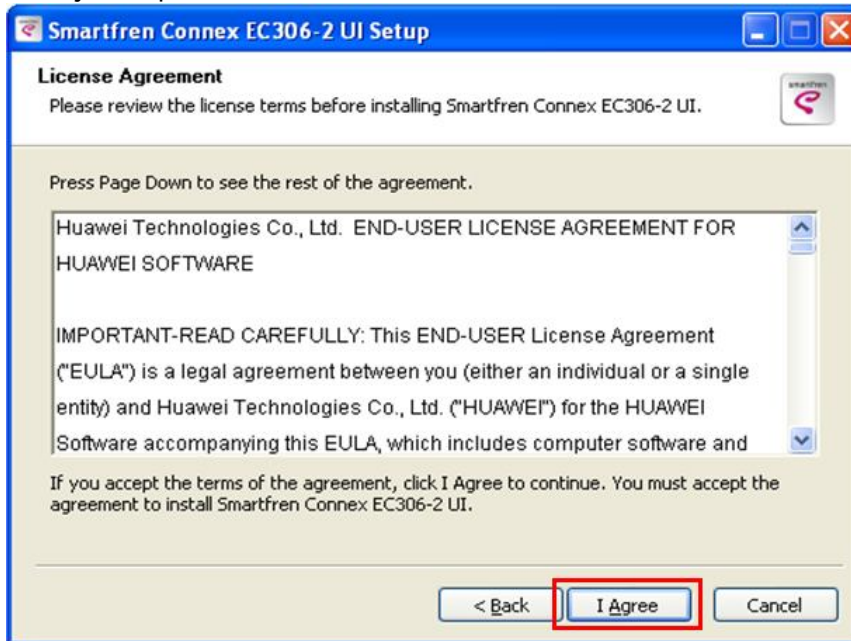 Smartfren Connex EC306-2 UI Setup
License Agreement
Please review the license terms before installing Smartfren Connex EC306-2 UI.
smartfren
Press Page Down to see the rest of the agreement.
Huawei Technologies Co., Ltd. END-USER LICENSE AGREEMENT FOR
HUAWEI SOFTWARE
IMPORTANT-READ CAREFULLY: This END-USER License Agreement
("EULA") is a legal agreement between you (either an individual or a single
entity) and Huawei Technologies Co., Ltd. ("HUAWEI") for the HUAWEI
Software accompanying this EULA, which includes computer software and
If you accept the terms of the agreement, click I Agree to continue. You must accept the
agreement to install Smartfren Connex EC306-2 UI.
< Back I Agree Cancel